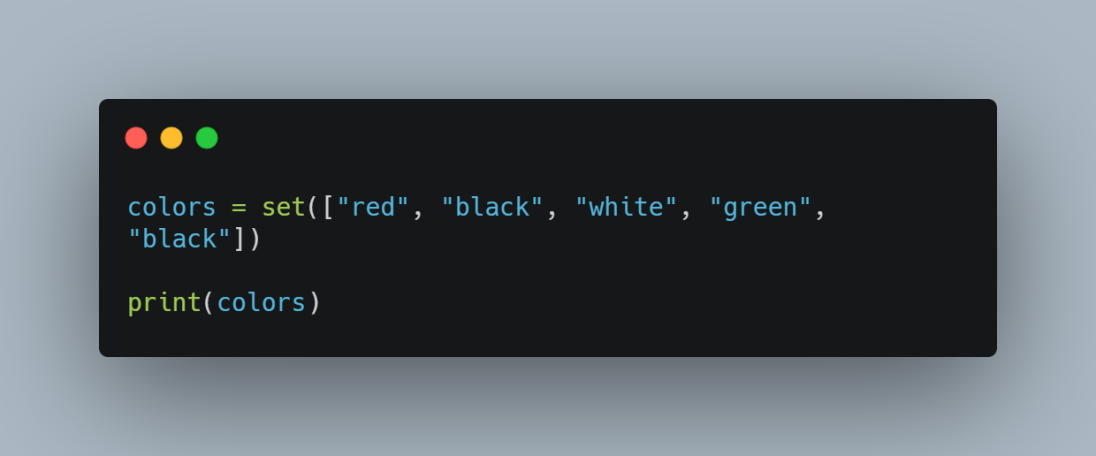 colors = set(["red", "black", "white", "green",
"black"])
print(colors)